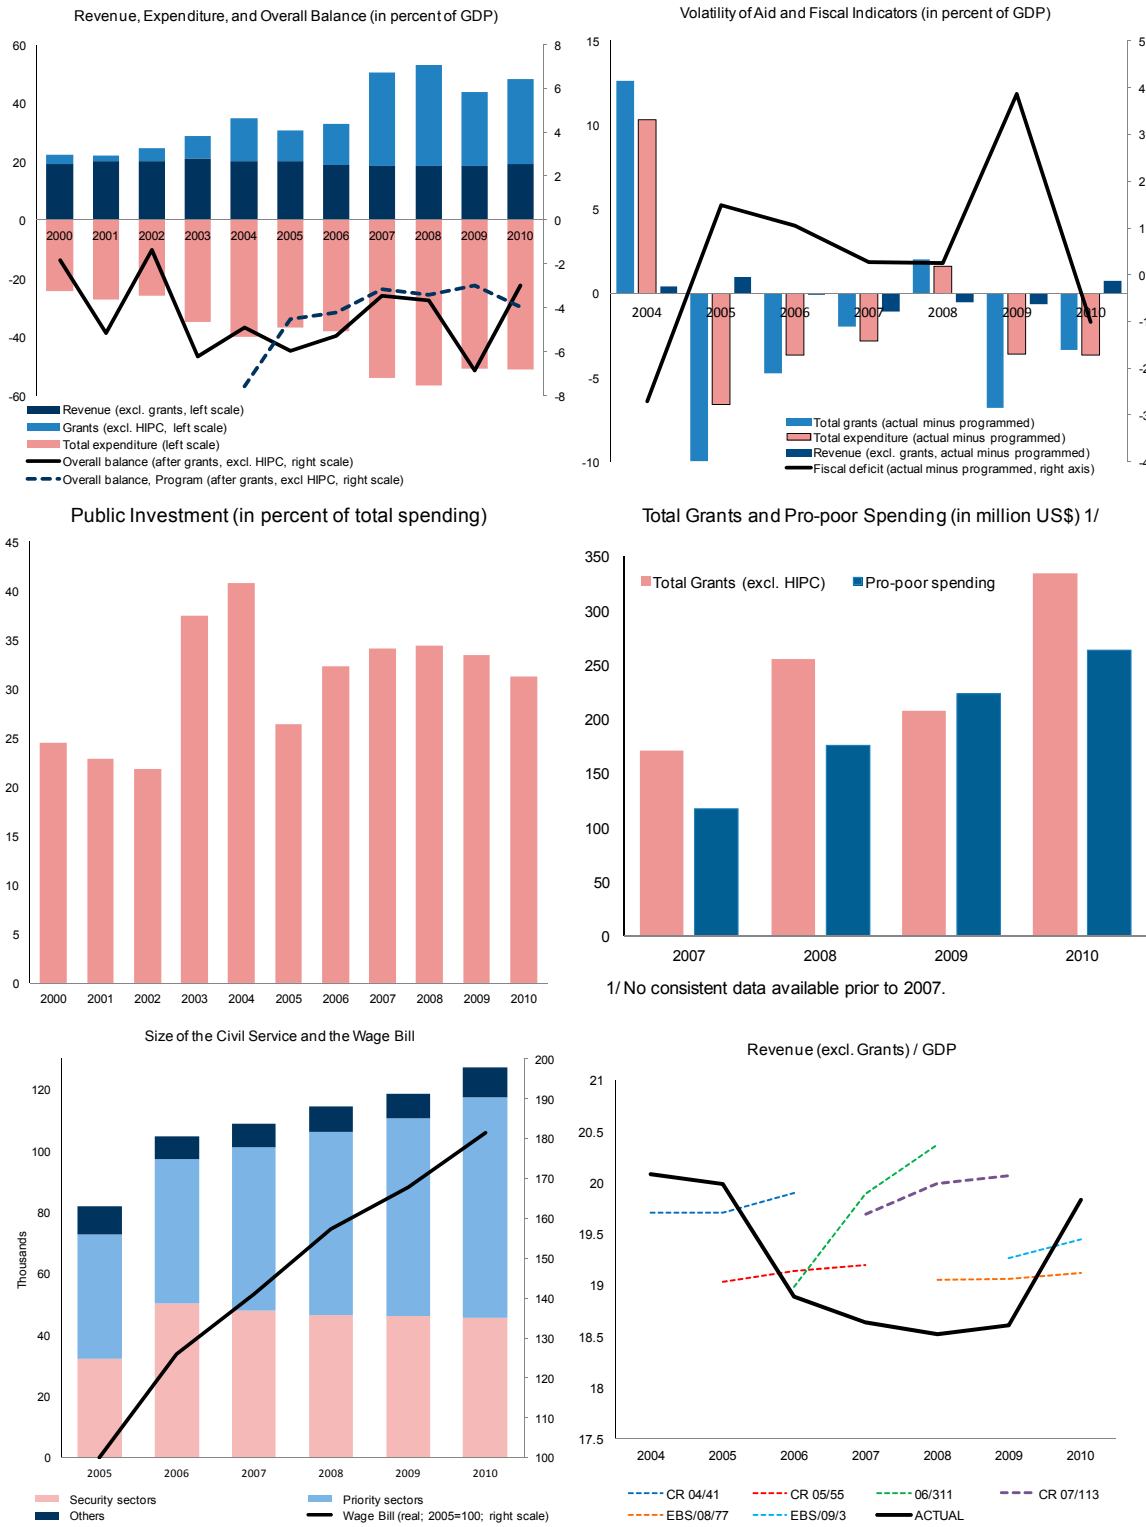 Revenue, Expenditure, and Overall Balance (in percent of GDP)
60
40
20
0
-20
-40
-60
8
6
4
2
0
-2
-4
-6
-8
2000 2001 2002 2003 2004 2005 2006 2007 2008 2009 2010
Revenue (excl. grants, left scale)
Grants (excl. HIPC, left scale)
Total expenditure (left scale)
Overall balance (after grants, excl. HIPC, right scale)
Overall balance, Program (after grants, excl HIPC, right scale)
Volatility of Aid and Fiscal Indicators (in percent of GDP)
15
10
5
0
-5
-10
5
4
3
2
1
0
-1
-2
-3
-4
2004 2005 2006 2007 2008 2009 2010
Total grants (actual minus programmed)
Total expenditure (actual minus programmed)
Revenue (excl. grants, actual minus programmed)
Fiscal deficit (actual minus programmed, right axis)
Public Investment (in percent of total spending)
45
40
35
30
25
20
15
10
5
0
2000 2001 2002 2003 2004 2005 2006 2007 2008 2009 2010
Total Grants and Pro-poor Spending (in million US$) 1/
350
300
250
200
150
100
50
0
Total Grants (excl. HIPC) Pro-poor spending
2007 2008 2009 2010
1/ No consistent data available prior to 2007.
Size of the Civil Service and the Wage Bill
Thousands
120
100
80
60
40
20
0
200
190
180
170
160
150
140
130
120
110
100
2005 2006 2007 2008 2009 2010
Security sectors Priority sectors
Others Wage Bill (real; 2005=100; right scale)
Revenue (excl. Grants) / GDP
21
20.5
20
19.5
19
18.5
18
17.5
2004 2005 2006 2007 2008 2009 2010
CR 04/41 CR 05/55 06/311 CR 07/113
EBS/08/77 EBS/09/3 ACTUAL